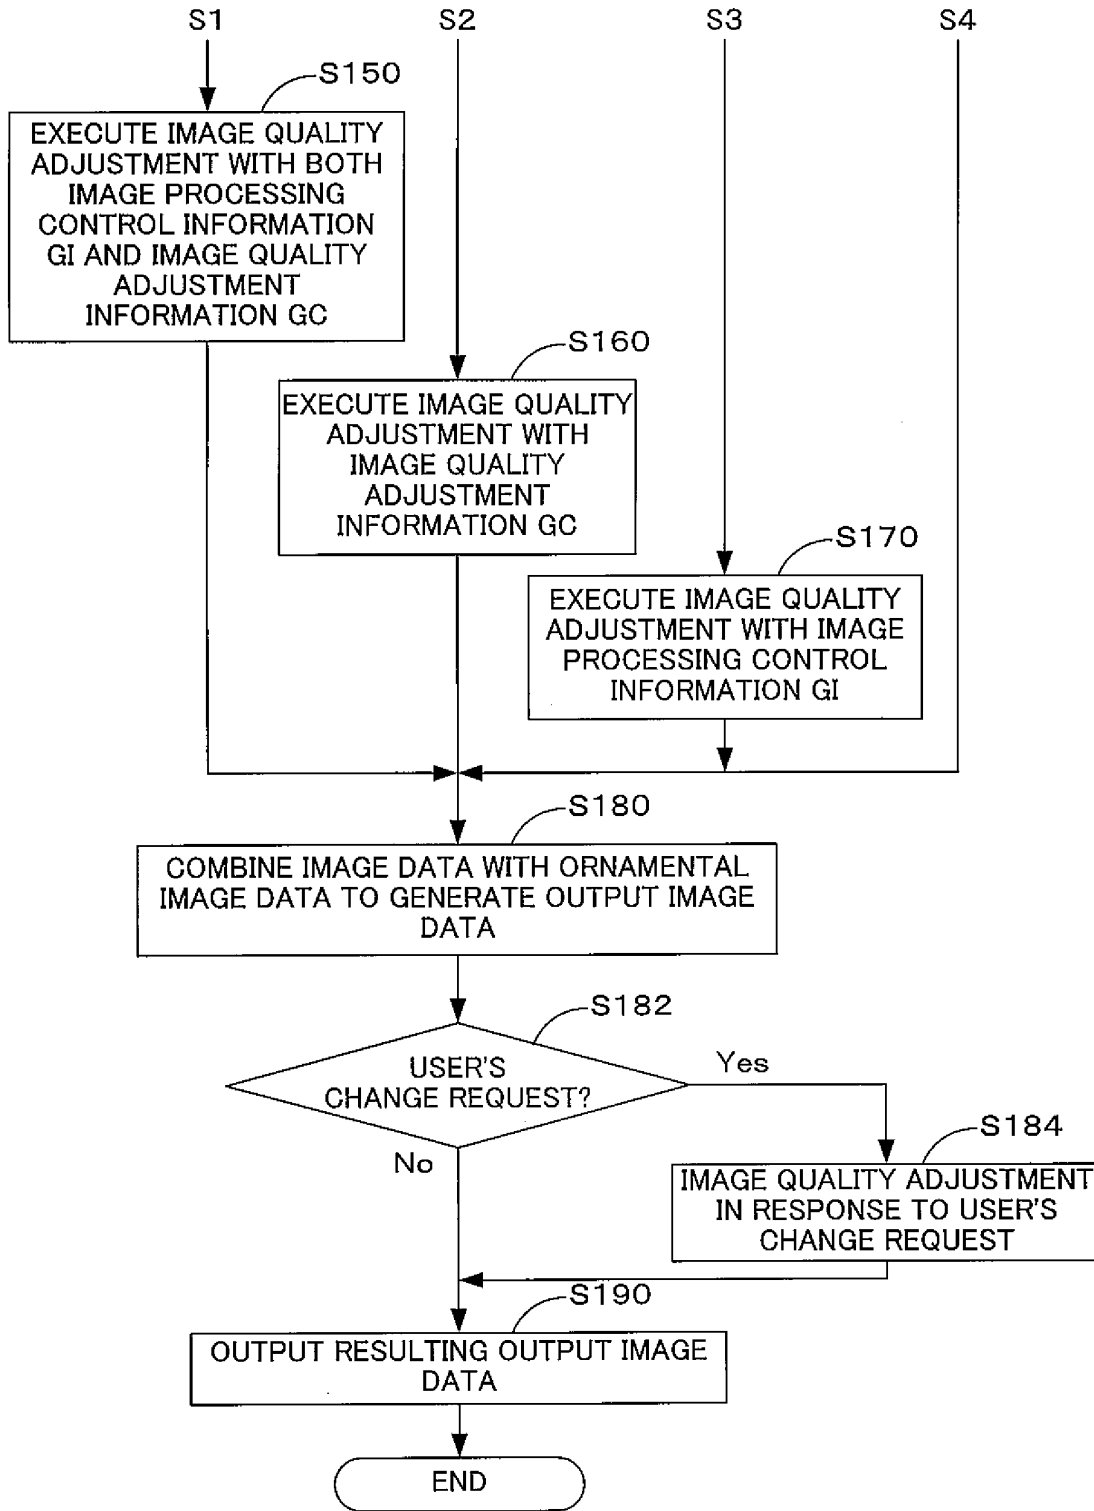 S1
S2
S3
S4
S150
EXECUTE IMAGE QUALITY
ADJUSTMENT WITH BOTH
IMAGE PROCESSING
CONTROL INFORMATION
GI AND IMAGE QUALITY
ADJUSTMENT
INFORMATION GC
S160
EXECUTE IMAGE QUALITY
ADJUSTMENT WITH
IMAGE QUALITY
ADJUSTMENT
INFORMATION GC
S170
EXECUTE IMAGE QUALITY
ADJUSTMENT WITH IMAGE
PROCESSING CONTROL
INFORMATION GI
S180
COMBINE IMAGE DATA WITH ORNAMENTAL
IMAGE DATA TO GENERATE OUTPUT IMAGE
DATA
S182
USER'S
CHANGE REQUEST?
Yes
No
S184
IMAGE QUALITY ADJUSTMENT
IN RESPONSE TO USER'S
CHANGE REQUEST
S190
OUTPUT RESULTING OUTPUT IMAGE
DATA
END